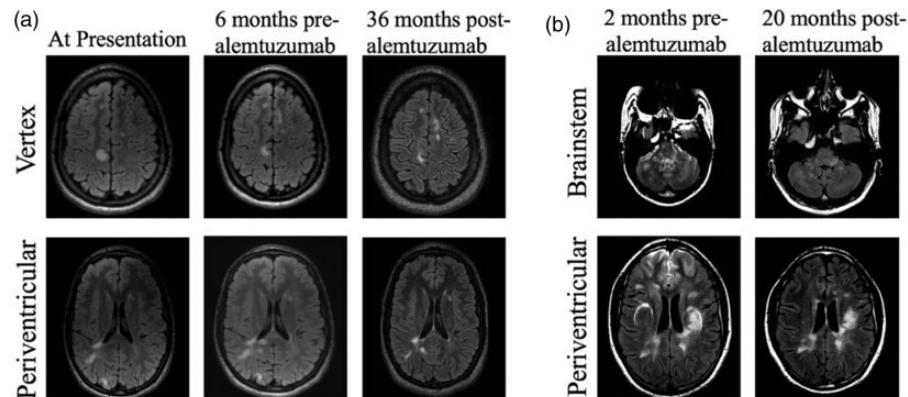 (a)
At Presentation
6 months pre-
alemtuzumab
36 months post-
alemtuzumab
Vertex
Periventricular
(b)
2 months pre-
alemtuzumab
20 months post-
alemtuzumab
Brainstem
Periventricular